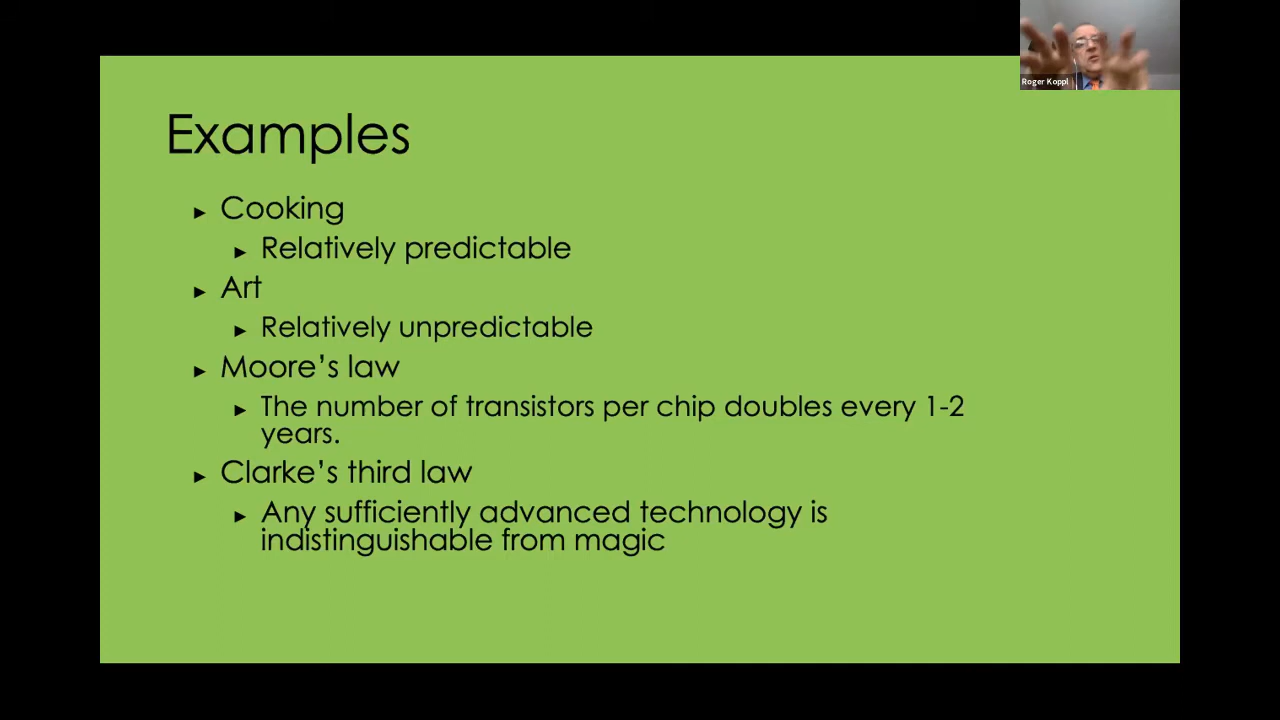 Roger Koppl
Examples
► Cooking
► Relatively predictable
► Art
► Relatively unpredictable
► Moore’s law
► The number of transistors per chip doubles every 1-2
years.
► Clarke’s third law
► Any sufficiently advanced technology is
indistinguishable from magic